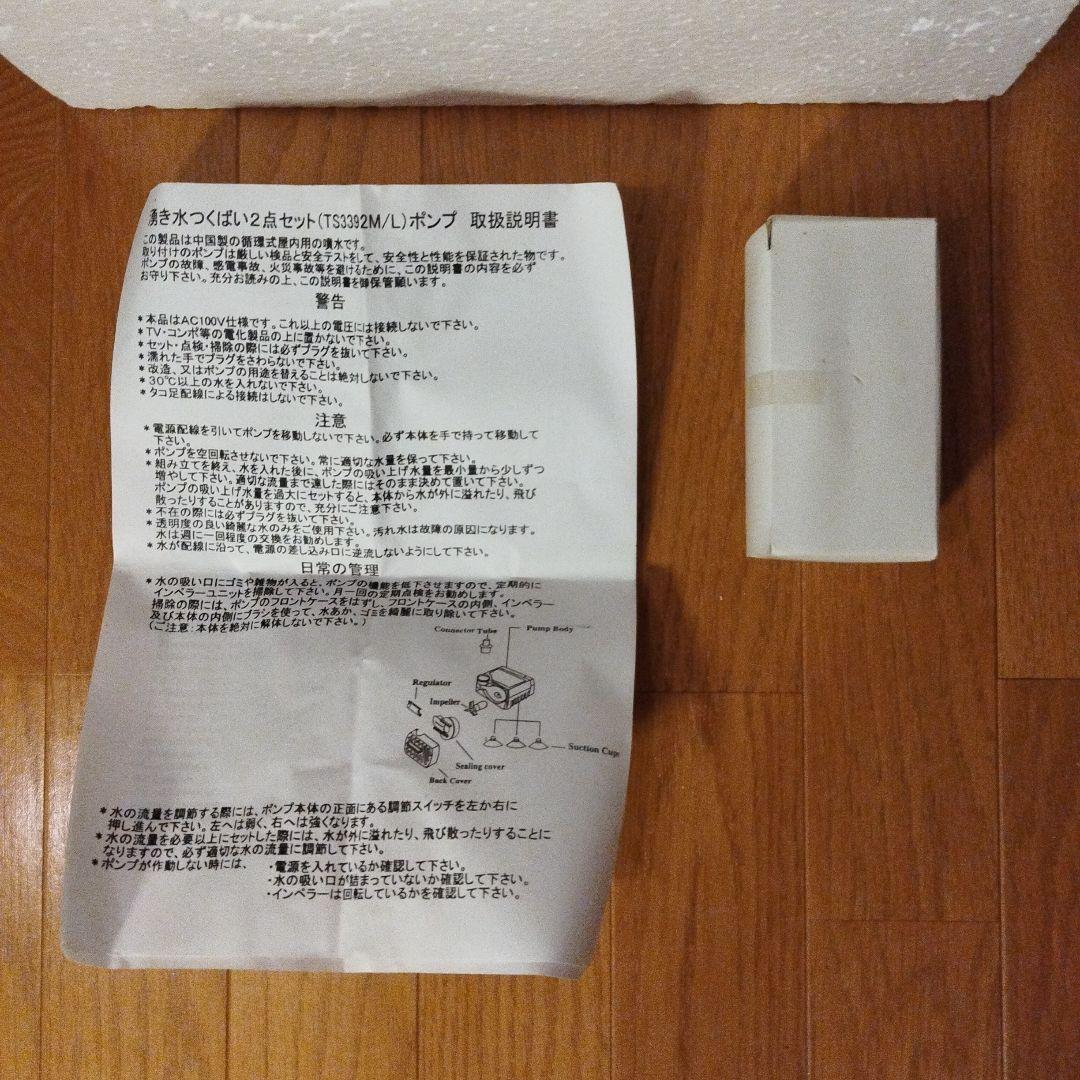 湧き水つくばい２点セット(TS3392M/L)ポンプ　取扱説明書
この製品は中国製の循環式屋内用の噴水です。
取り付けのポンプは厳しい検品と安全テストをして、安全性と性能を保証された物です。
ポンプの故障、感電事故、火災事故等を避けるために、この説明書の内容を必ず
お守り下さい。充分お読みの上、この説明書を御保管願います。
警告
＊本品はAC100V仕様です。これ以上の電圧には接続しないで下さい。
＊TV・コンポ等の電化製品の上に置かないで下さい。
＊セット・点検・掃除の際には必ずプラグを抜いて下さい。
＊濡れた手でプラグをさわらないで下さい。
＊改造、又はポンプの用途を替えることは絶対しないで下さい。
＊30℃以上の水を入れないで下さい。
＊タコ足配線による接続はしないで下さい。
注意
＊電源配線を引いてポンプを移動しないで下さい。必ず本体を手で持って移動して
下さい。
＊ポンプを空回転させないで下さい。常に適切な水量を保って下さい。
＊組み立てを終え、水を入れた後に、ポンプの吸い上げ水量を最小量から少しずつ
増やして下さい。適切な流量まで達した際にはそのまま決めて置いて下さい。
ポンプの吸い上げ水量を過大にセットすると、本体から水が外に溢れたり、飛び
散ったりすることがありますので、充分にご注意下さい。
＊不在の際には必ずプラグを抜いて下さい。
＊透明度の良い綺麗な水のみをご使用下さい。汚れ水は故障の原因になります。
水は週に一回程度の交換をお勧めします。
＊水が配線に沿って、電源の差し込み口に逆流しないようにして下さい。
日常の管理
＊水の吸い口にゴミや雑物が入ると、ポンプの機能を低下させますので、定期的に
インペラーユニットを掃除して下さい。月一回の定期点検をお勧めします。
掃除の際には、ポンプのフロントケースをはずし、フロントケースの内側、インペラー
及び本体の内側にブラシを使って、水あか、ゴミを綺麗に取り除いて下さい。
(ご注意：本体を絶対に解体しないで下さい。)
Connector Tube
Pump Body
Regulator
Impeller
Suction Cups
Sealing cover
Back Cover
＊水の流量を調節する際には、ポンプ本体の正面にある調節スイッチを左か右に
押し進んで下さい。左へは弱く、右へは強くなります。
＊水の流量を必要以上にセットした際には、水が外に溢れたり、飛び散ったりすることに
なりますので、必ず適切な水の流量に調節して下さい。
＊ポンプが作動しない時には、　・電源を入れているか確認して下さい。
・水の吸い口が詰まっていないか確認して下さい。
・インペラーは回転しているかを確認して下さい。